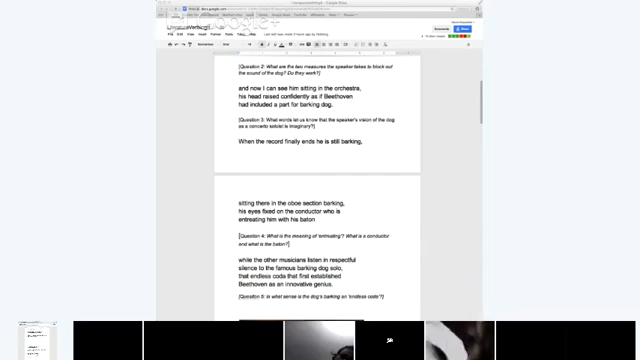 [Question 2: What are the two measures the speaker takes to block out
the sound of the dog? Do they work?]
and now I can see him sitting in the orchestra,
his head raised confidently as if Beethoven
had included a part for barking dog.
[Question 3: What words let us know that the speaker's vision of the dog
as a concerto soloist is imaginary?]
When the record finally ends he is still barking,
sitting there in the oboe section barking,
his eyes fixed on the conductor who is
entreating him with his baton
[Question 4: What is the meaning of 'entreating'? What is a conductor
and what is the baton?]
while the other musicians listen in respectful
silence to the famous barking dog solo,
that endless coda that first established
Beethoven as an innovative genius.
[Question 5: In what sense is the dog's barking an 'endless coda'?]